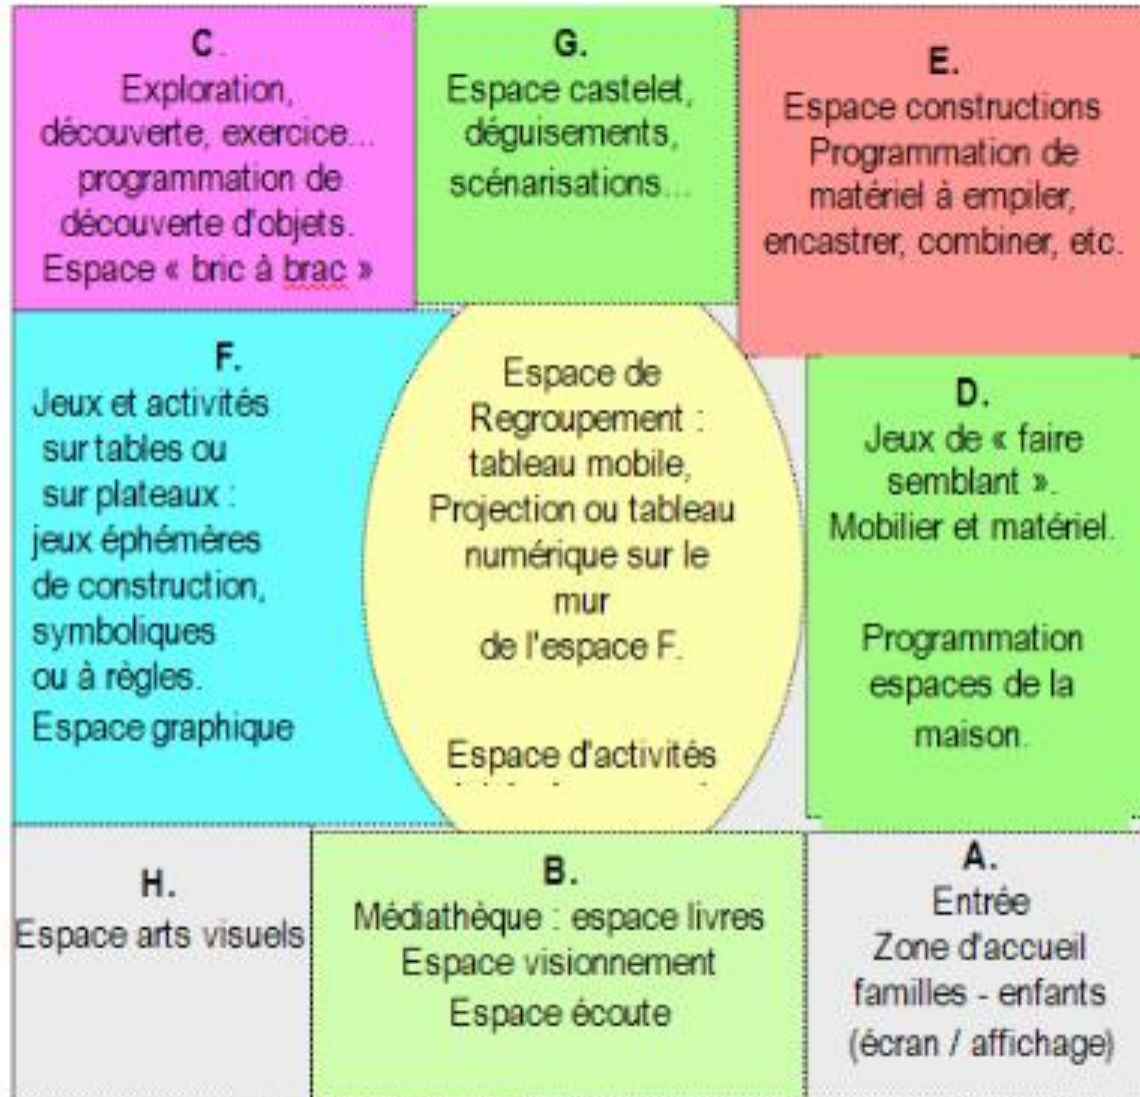 C.
Exploration,
découverte, exercice...
programmation de
découverte d'objets.
Espace « bric à brac »
G.
Espace castelet,
déguisements,
scénarisations...
E.
Espace constructions
Programmation de
matériel à empiler,
encastrer, combiner, etc.
F.
Jeux et activités
sur tables ou
sur plateaux :
jeux éphémères
de construction,
symboliques
ou à règles.
Espace graphique
Espace de
Regroupement :
tableau mobile,
Projection ou tableau
numérique sur le
mur
de l'espace F.
Espace d'activités
D.
Jeux de « faire
semblant ».
Mobilier et matériel.
Programmation
espaces de la
maison.
H.
Espace arts visuels
B.
Médiathèque : espace livres
Espace visionnement
Espace écoute
A.
Entrée
Zone d'accueil
familles - enfants
(écran / affichage)